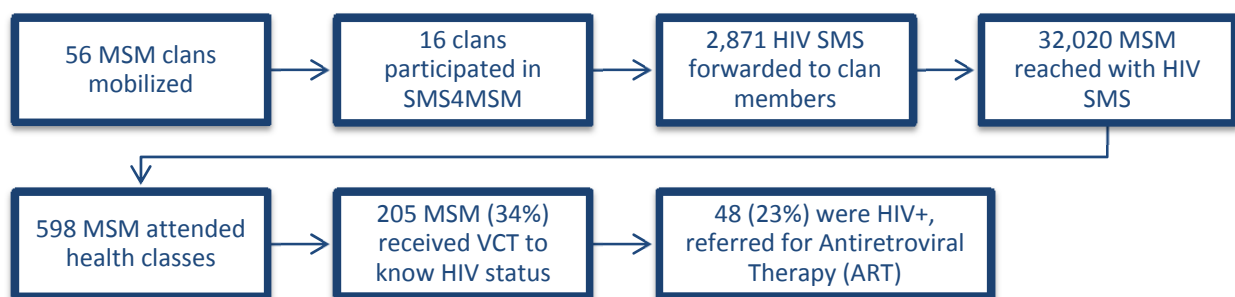 56 MSM clans
mobilized
16 clans
participated in
SMS4MSM
2,871 HIV SMS
forwarded to clan
members
32,020 MSM
reached with HIV
SMS
598 MSM attended
health classes
205 MSM (34%)
received VCT to
know HIV status
48 (23%) were HIV+,
referred for Antiretroviral
Therapy (ART)